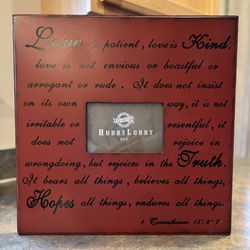 Love is patient, love is Kind.
love is not envious or boastful or
arrogant or rude . It does not insist
on its own way, it is not
irritable or resentful , it
does not rejoice in
wrongdoing, but rejoices in the Truth.
It bears all things, believes all things,
Hopes all things, endures all things.
1 Corinthians 13:4-7
HOBBY LOBBY